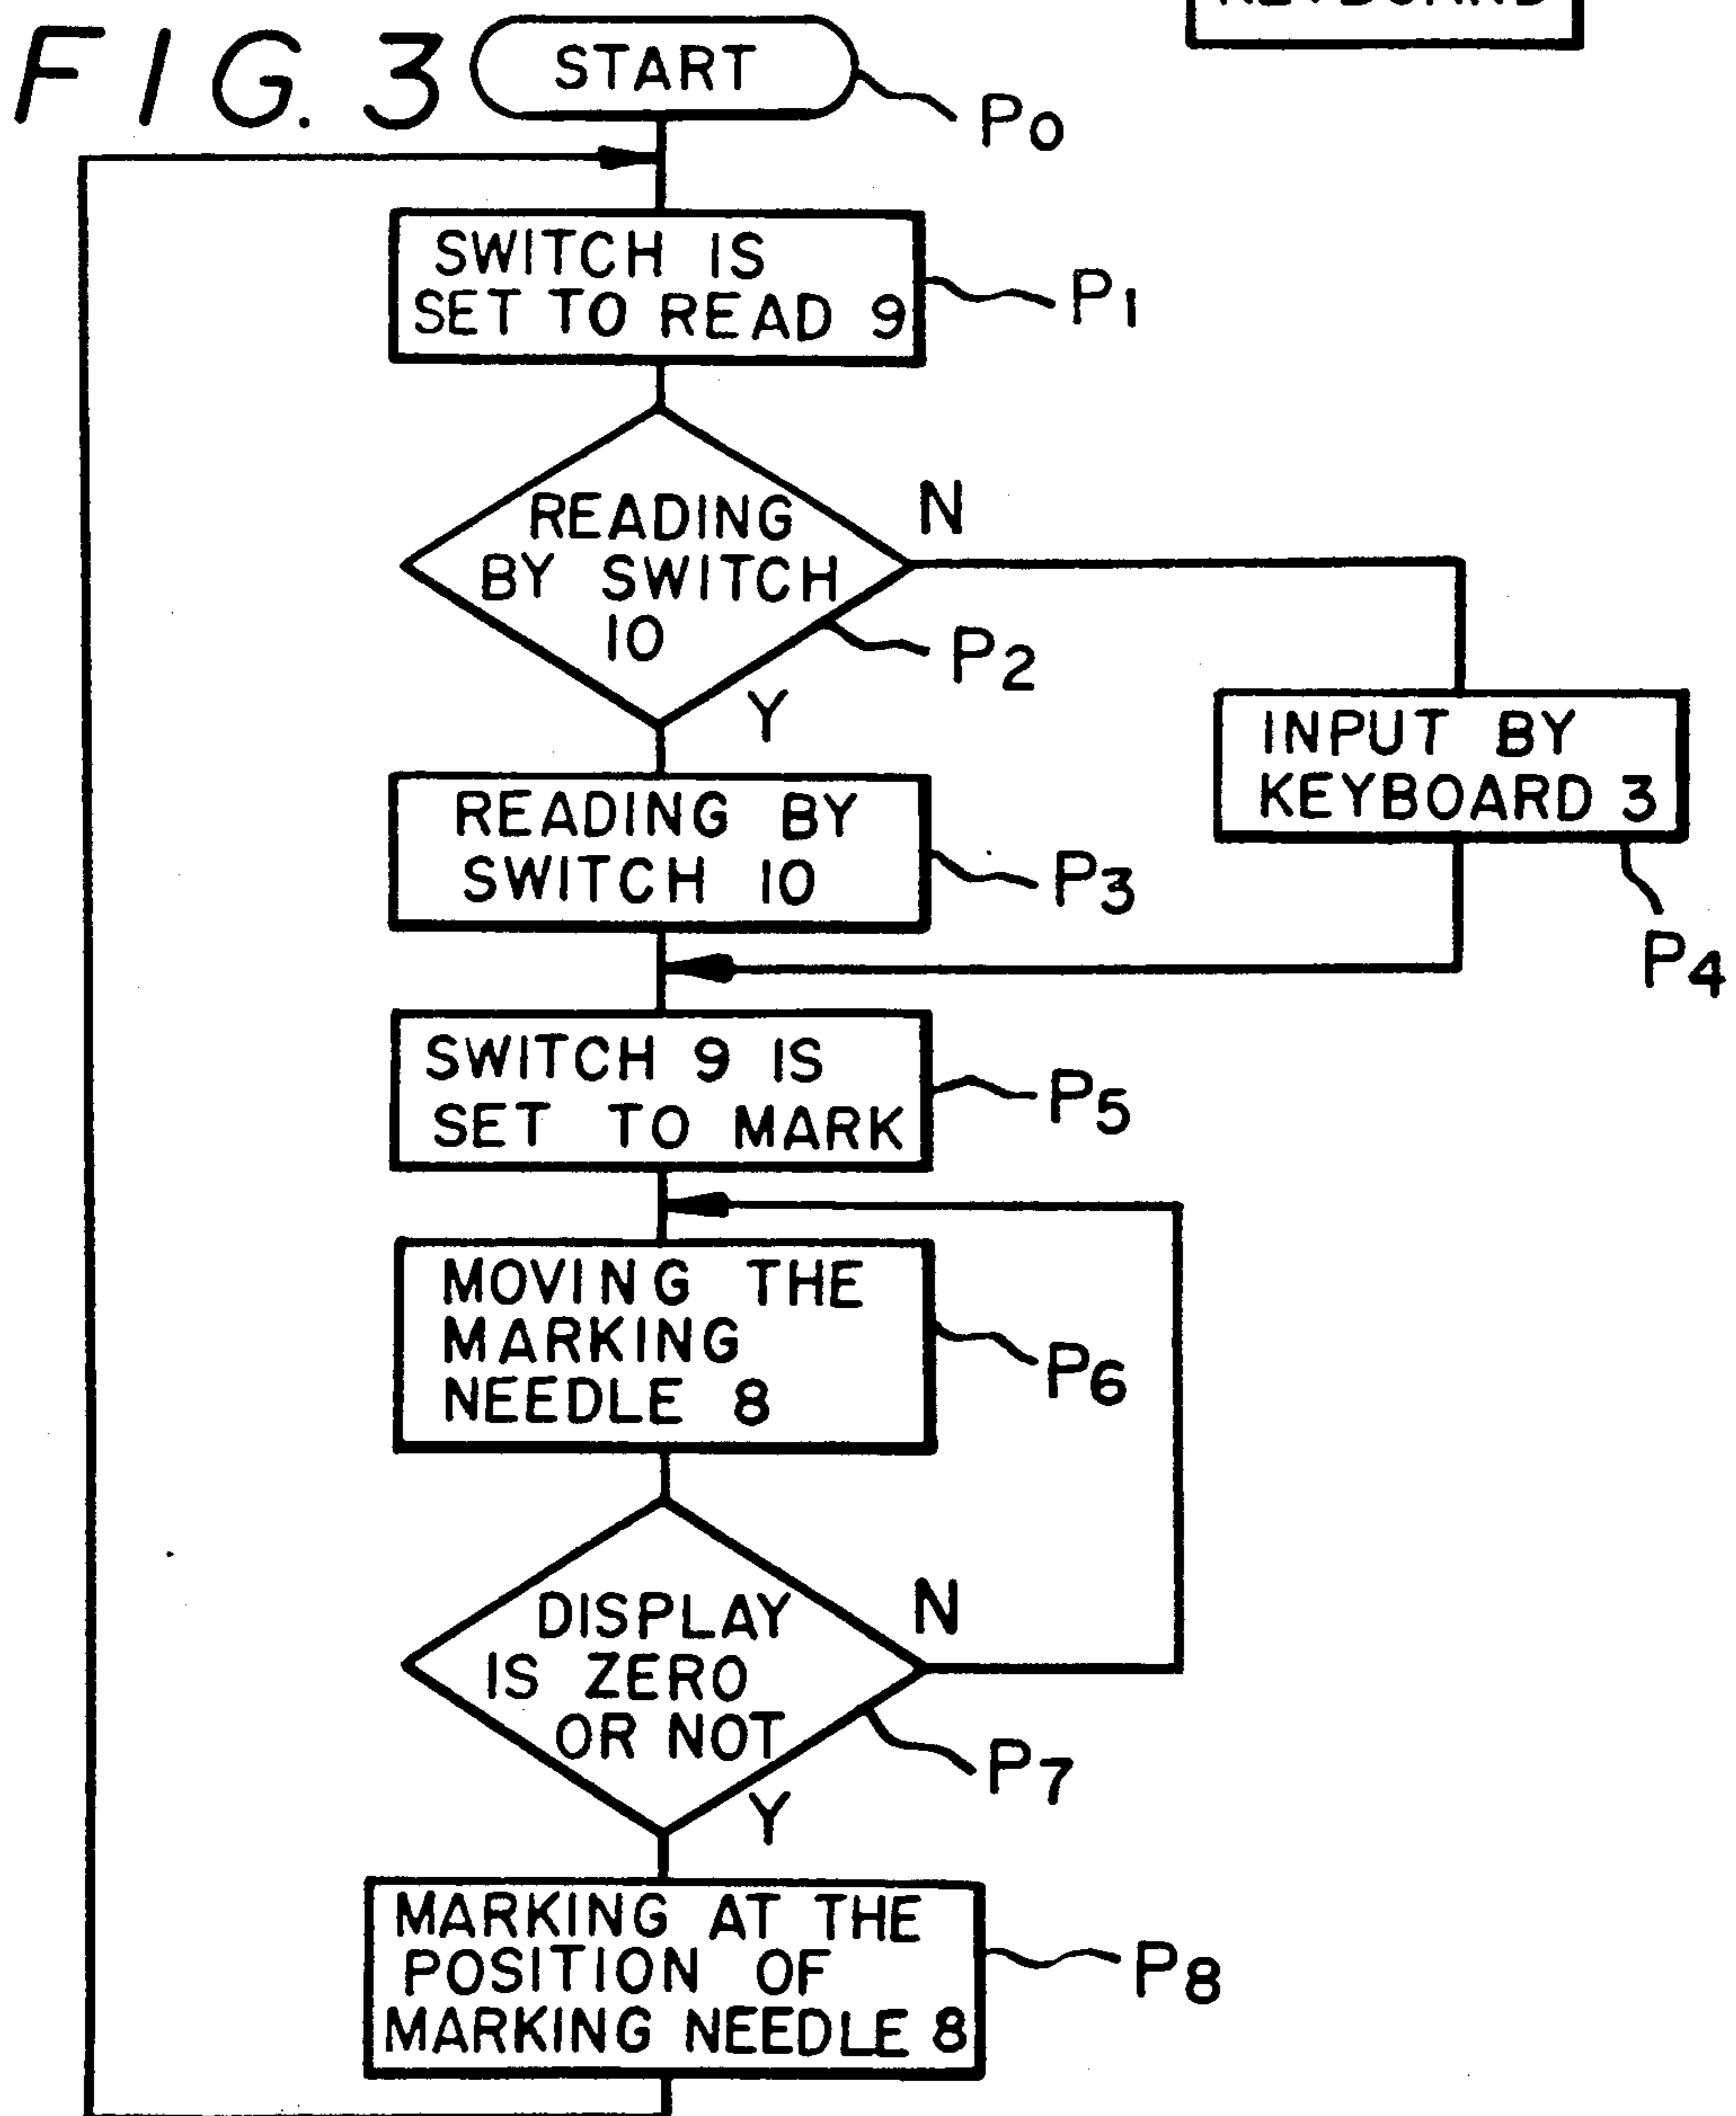 KEYBOARD
FIG. 3
START
P0
SWITCH IS
SET TO READ 9
P1
READING
BY SWITCH
10
N
P2
Y
INPUT BY
KEYBOARD 3
P4
READING BY
SWITCH 10
P3
SWITCH 9 IS
SET TO MARK
P5
MOVING THE
MARKING
NEEDLE 8
P6
DISPLAY
IS ZERO
OR NOT
N
P7
Y
MARKING AT THE
POSITION OF
MARKING NEEDLE 8
P8